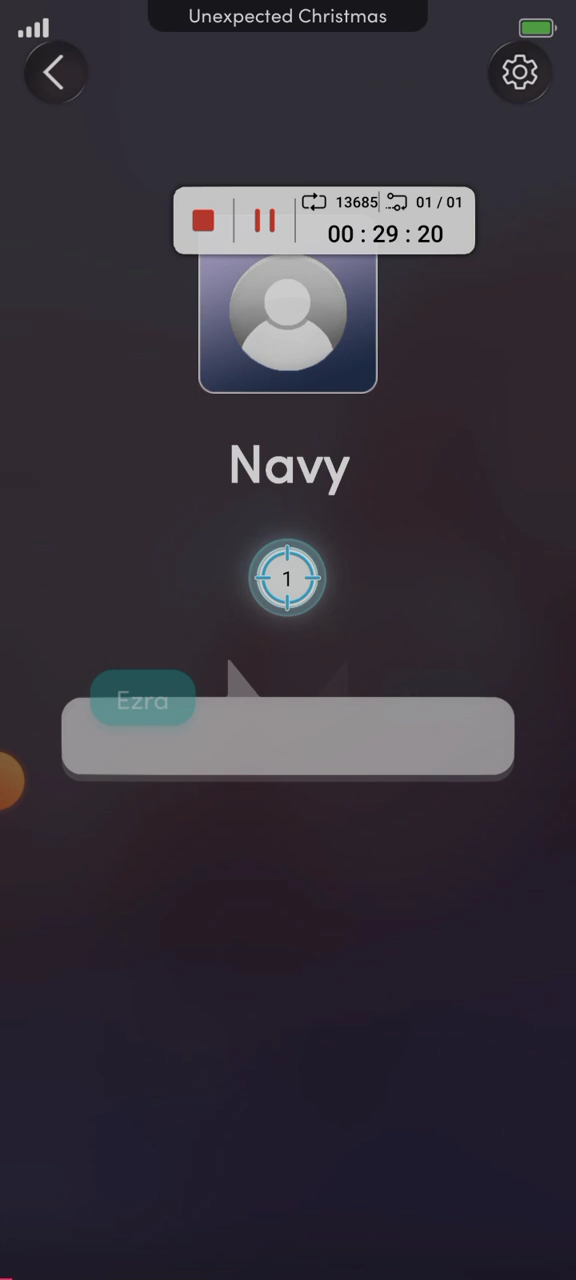 Unexpected Christmas
13685 01 / 01
00 : 29 : 20
Navy
1
Ezra